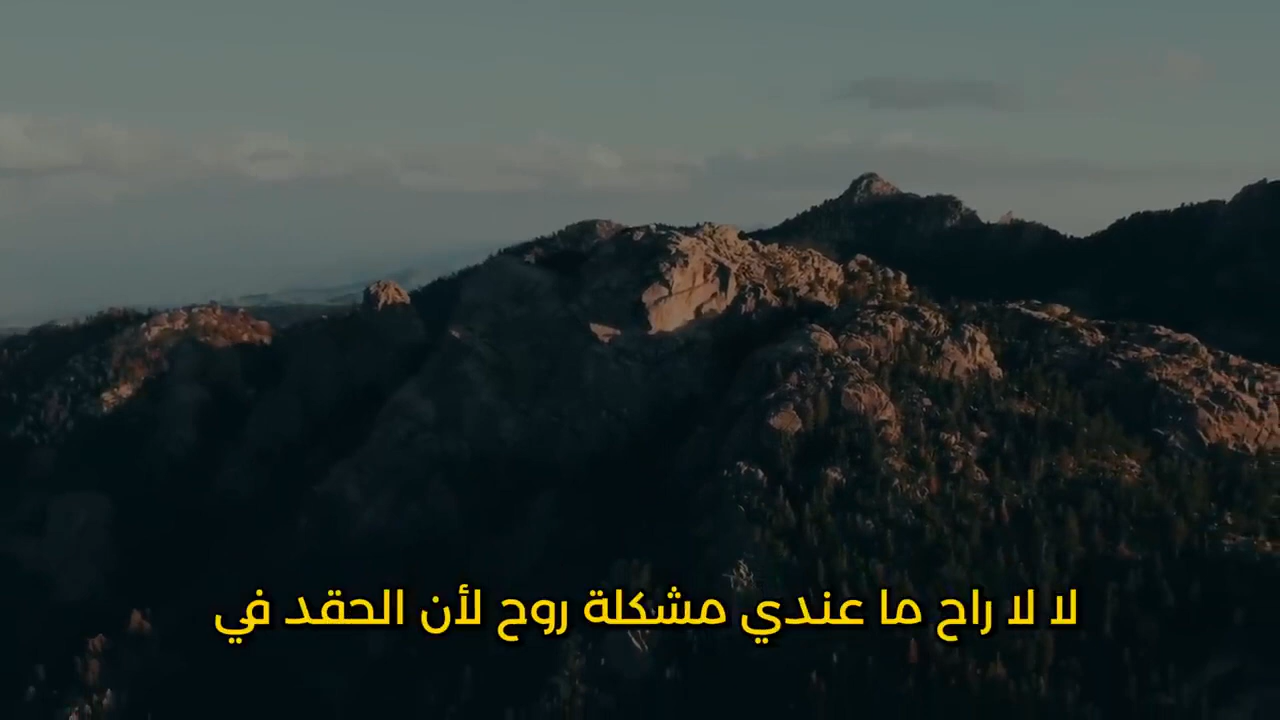 لا لا راح ما عندي مشكلة روح لأن الحقد في